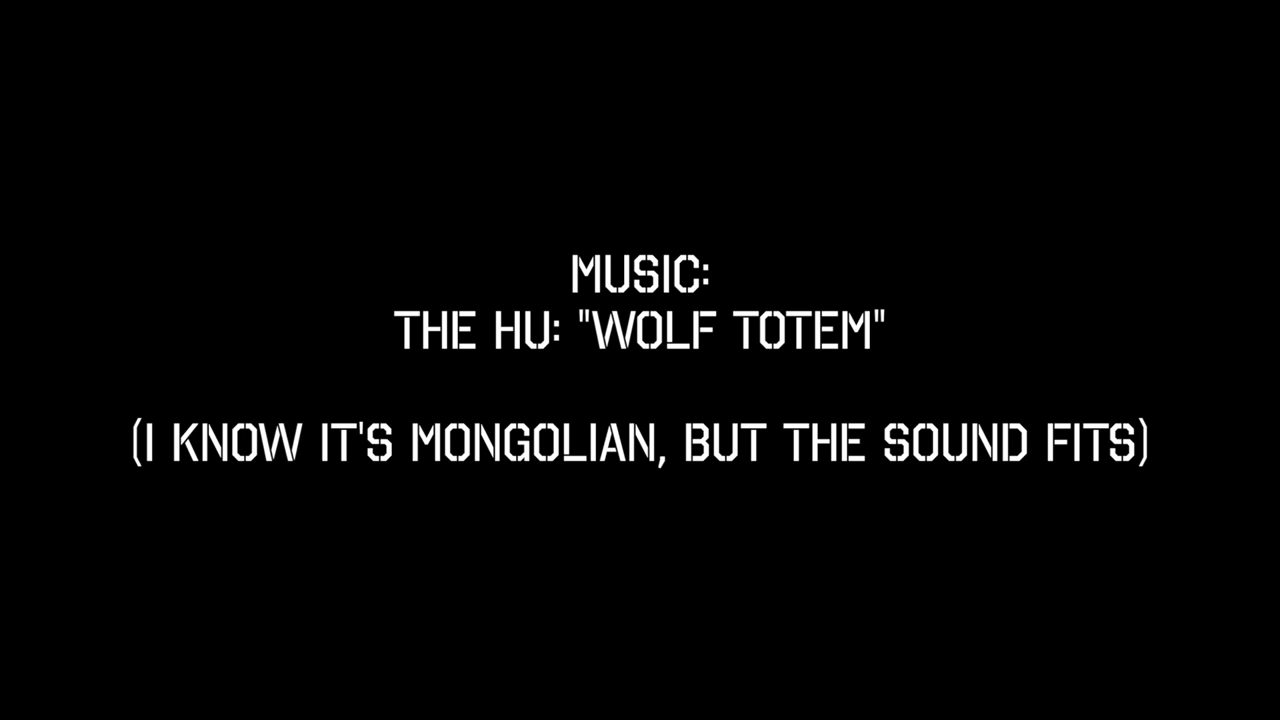 MUSIC:
THE HU: "WOLF TOTEM"
(I KNOW IT'S MONGOLIAN, BUT THE SOUND FITS)